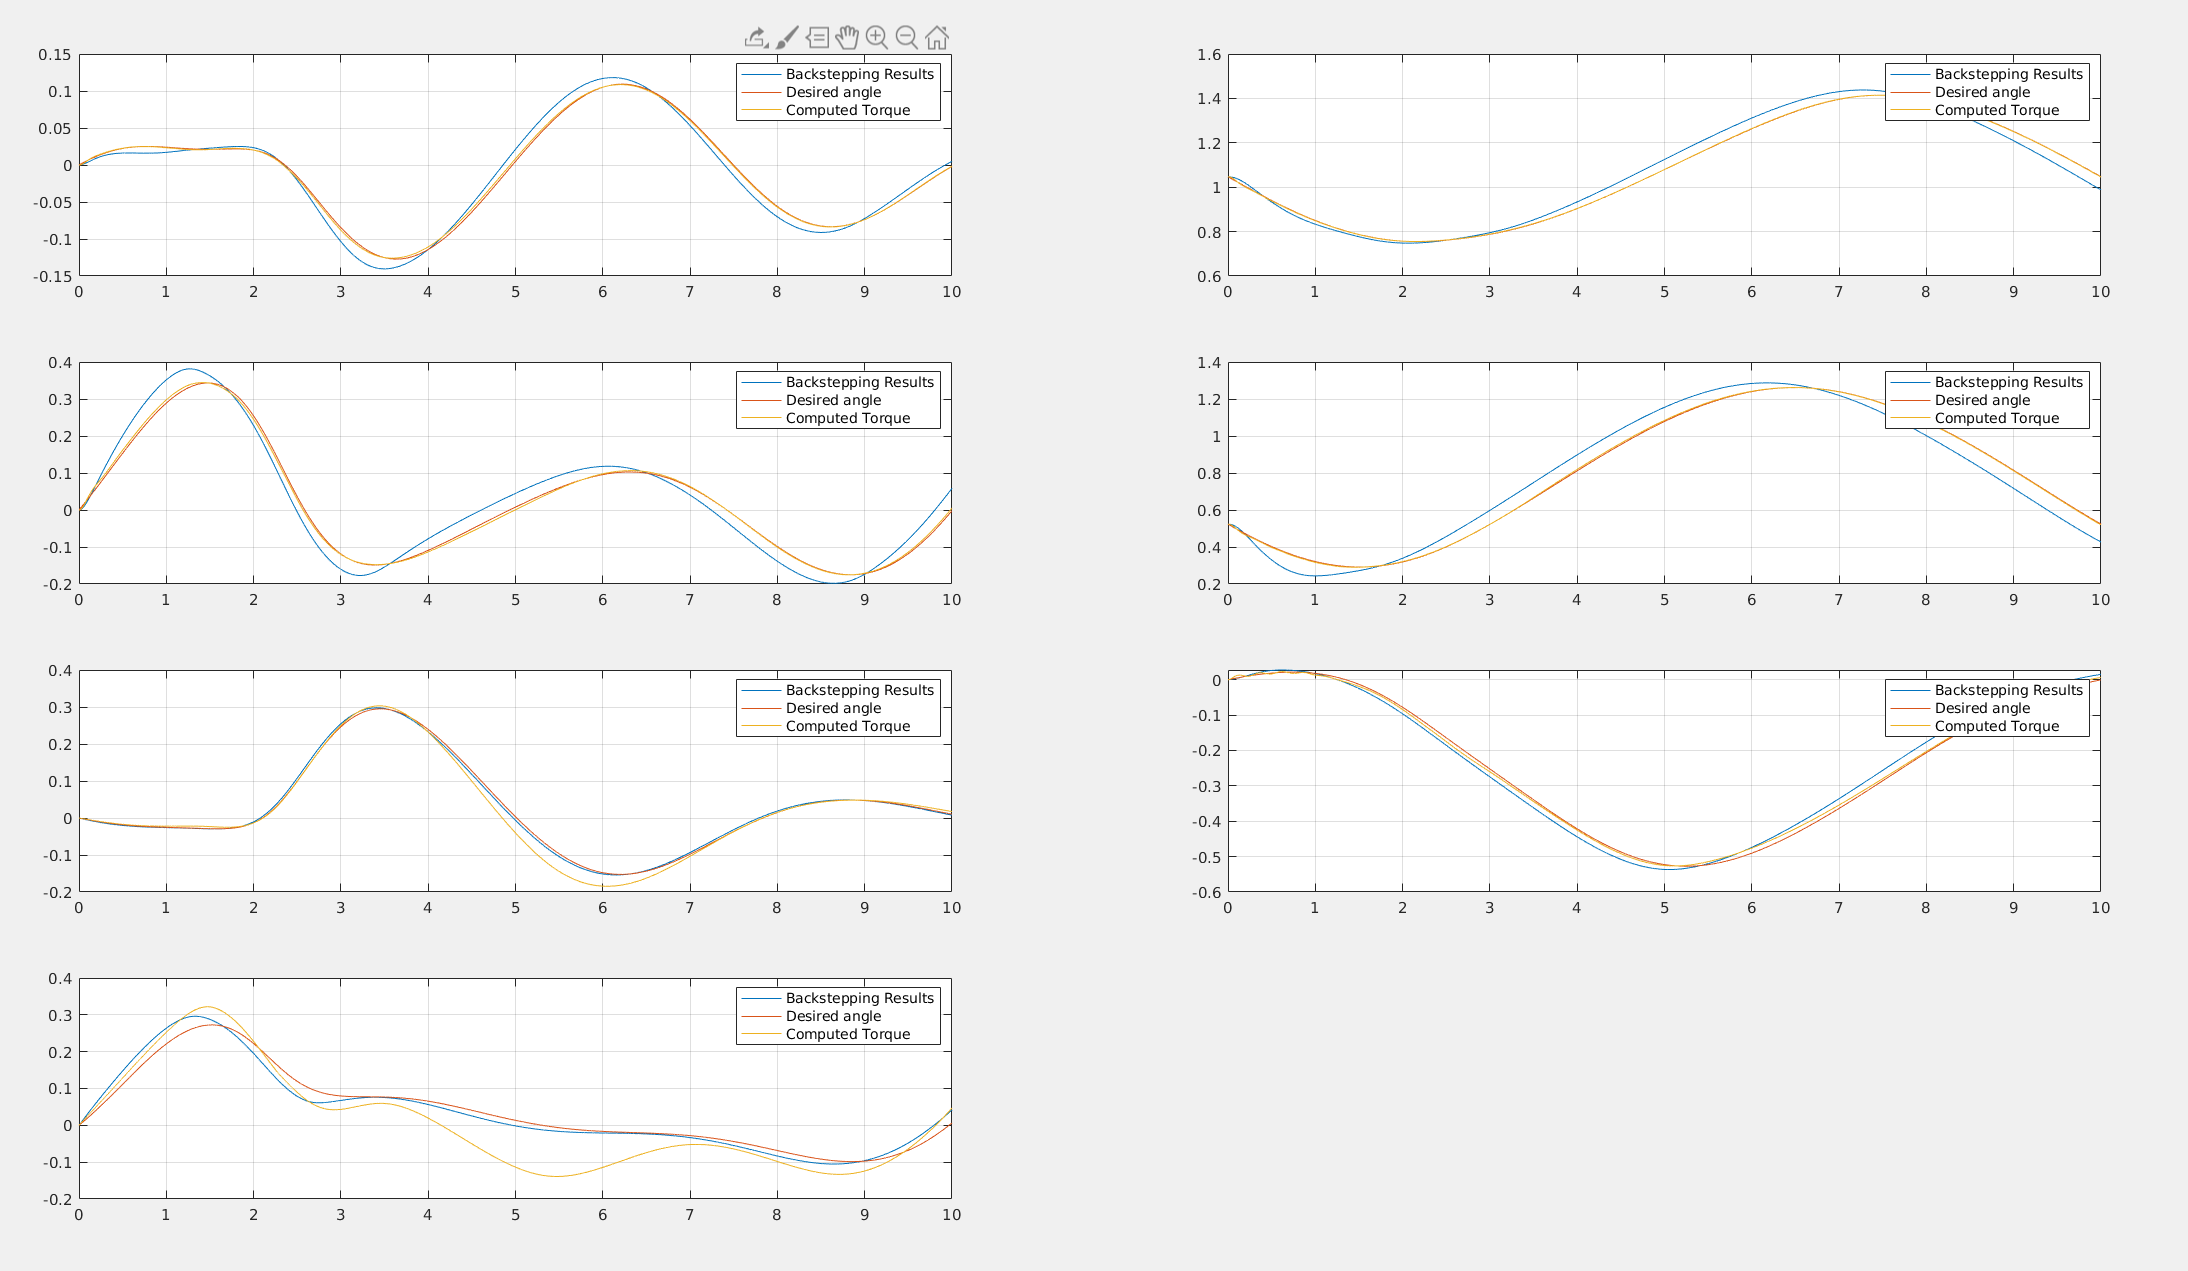 0.15
0.1
0.05
0
-0.05
-0.1
-0.15
0 1 2 3 4 5 6 7 8 9 10
Backstepping Results
Desired angle
Computed Torque
1.6
1.4
1.2
1
0.8
0.6
0 1 2 3 4 5 6 7 8 9 10
Backstepping Results
Desired angle
Computed Torque
0.4
0.3
0.2
0.1
0
-0.1
-0.2
0 1 2 3 4 5 6 7 8 9 10
Backstepping Results
Desired angle
Computed Torque
1.4
1.2
1
0.8
0.6
0.4
0.2
0 1 2 3 4 5 6 7 8 9 10
Backstepping Results
Desired angle
Computed Torque
0.4
0.3
0.2
0.1
0
-0.1
-0.2
0 1 2 3 4 5 6 7 8 9 10
Backstepping Results
Desired angle
Computed Torque
0
-0.1
-0.2
-0.3
-0.4
-0.5
-0.6
0 1 2 3 4 5 6 7 8 9 10
Backstepping Results
Desired angle
Computed Torque
0.4
0.3
0.2
0.1
0
-0.1
-0.2
0 1 2 3 4 5 6 7 8 9 10
Backstepping Results
Desired angle
Computed Torque